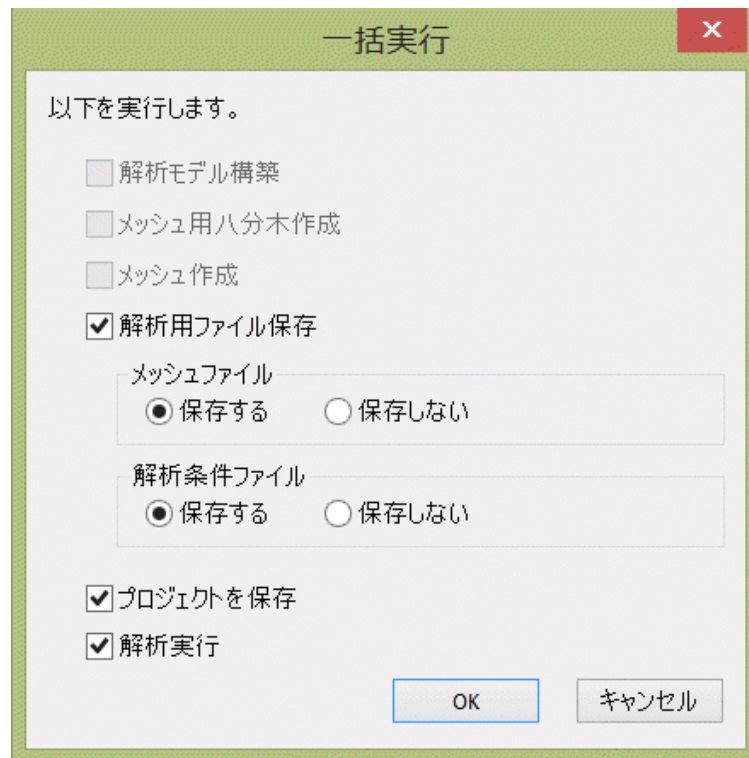 一括実行
以下を実行します。
解析モデル構築
メッシュ用八分木作成
メッシュ作成
解析用ファイル保存
メッシュファイル
保存する 保存しない
解析条件ファイル
保存する 保存しない
プロジェクトを保存
解析実行
OK キャンセル